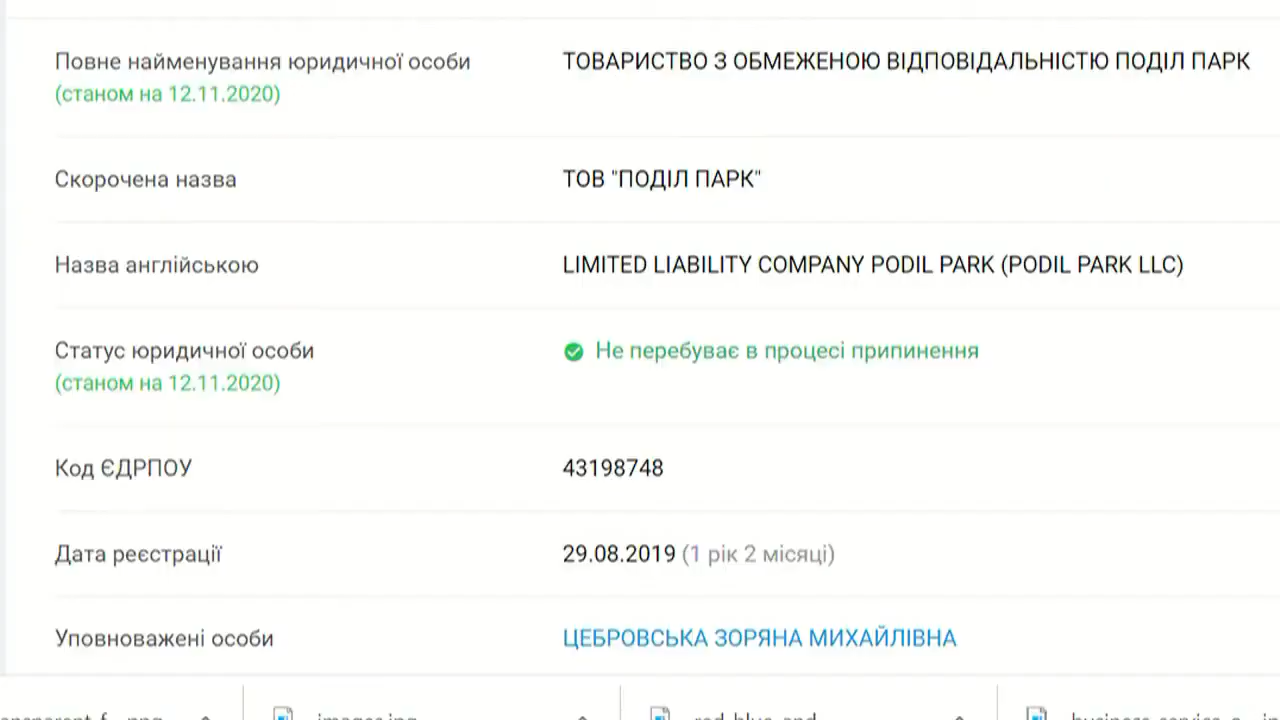 Повне найменування юридичної особи ТОВАРИСТВО З ОБМЕЖЕНОЮ ВІДПОВІДАЛЬНІСТЮ ПОДІЛ ПАРК
(станом на 12.11.2020)
Скорочена назва ТОВ "ПОДІЛ ПАРК"
Назва англійською LIMITED LIABILITY COMPANY PODIL PARK (PODIL PARK LLC)
Статус юридичної особи Не перебуває в процесі припинення
(станом на 12.11.2020)
Код ЄДРПОУ 43198748
Дата реєстрації 29.08.2019 (1 рік 2 місяці)
Уповноважені особи ЦЕБРОВСЬКА ЗОРЯНА МИХАЙЛІВНА